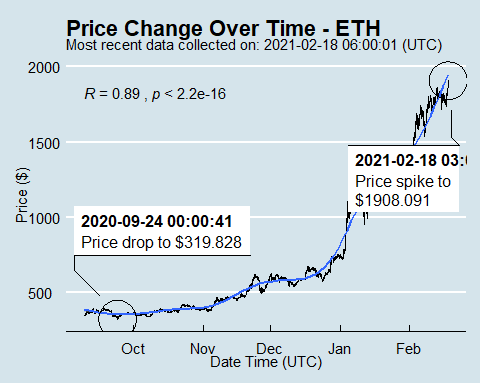 Price Change Over Time - ETH
Most recent data collected on: 2021-02-18 06:00:01 (UTC)
2000
R = 0.89 , p < 2.2e-16
1500
2021-02-18 03:
Price spike to
$1908.091
Price ($)
1000
2020-09-24 00:00:41
Price drop to $319.828
500
Oct Nov Dec Jan Feb
Date Time (UTC)